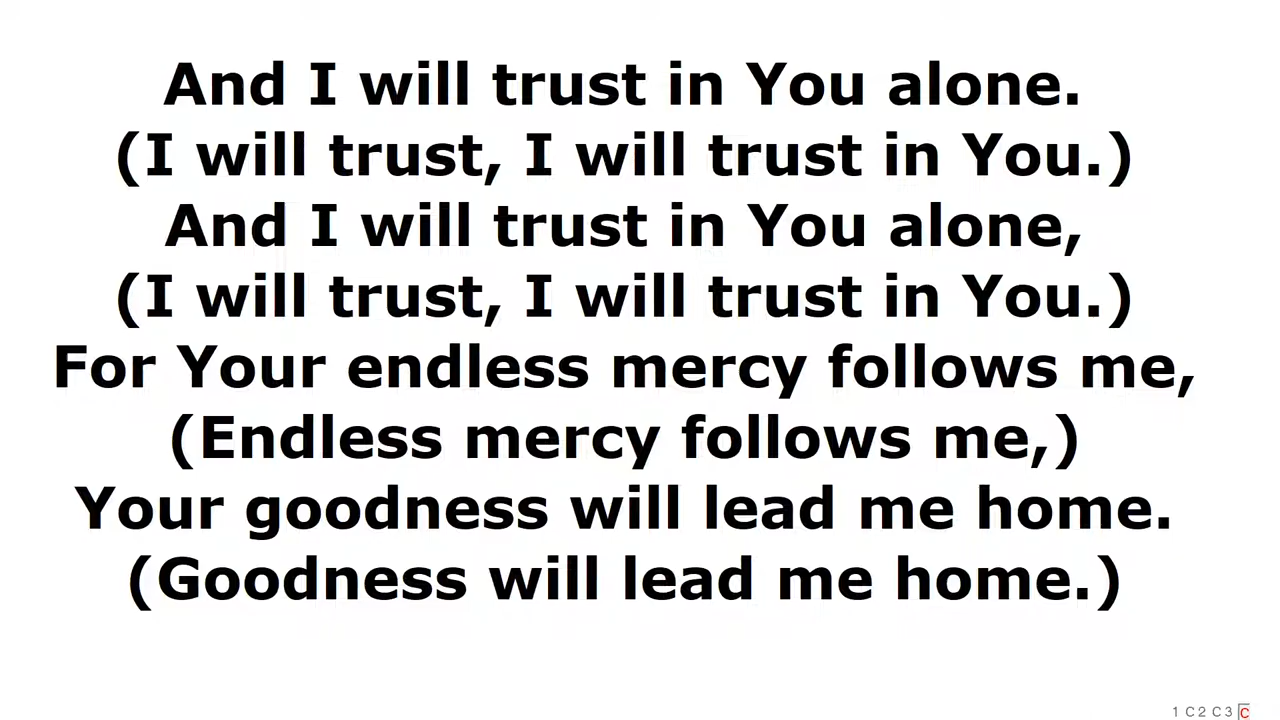 And I will trust in You alone.
(I will trust, I will trust in You.)
And I will trust in You alone,
(I will trust, I will trust in You.)
For Your endless mercy follows me,
(Endless mercy follows me,)
Your goodness will lead me home.
(Goodness will lead me home.)
1 C 2 C 3 C